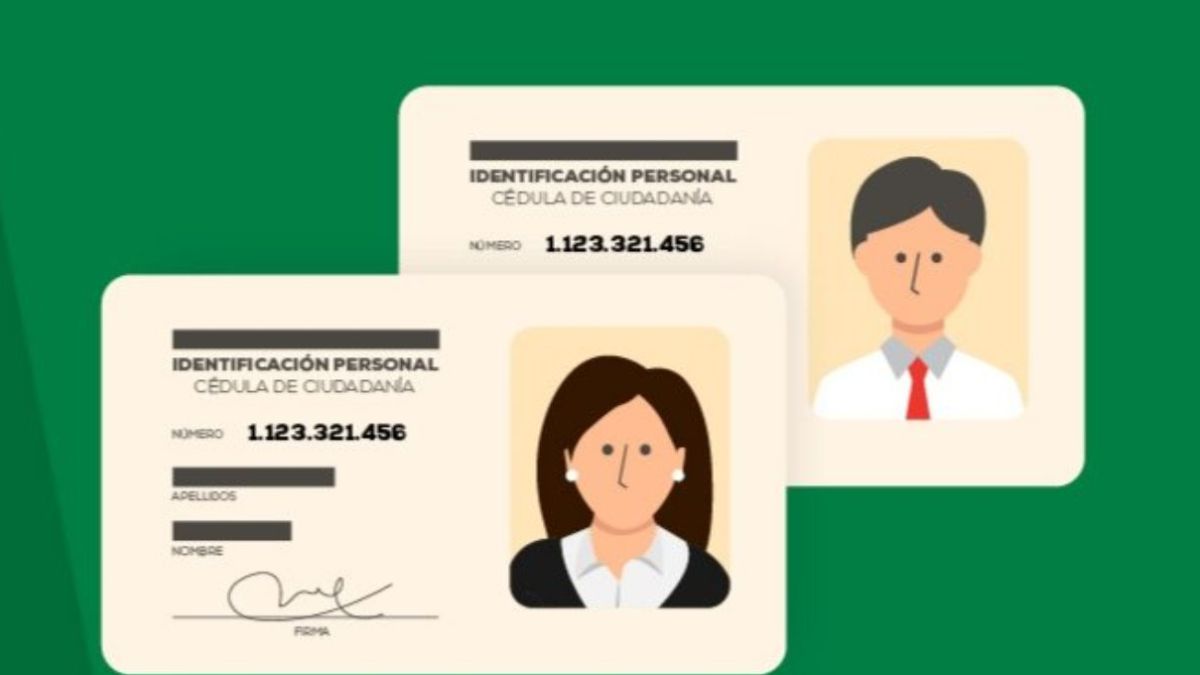 IDENTIFICACIÓN PERSONAL
CÉDULA DE CIUDADANÍA
NÚMERO 1.123.321.456
IDENTIFICACIÓN PERSONAL
CÉDULA DE CIUDADANÍA
NÚMERO 1.123.321.456
APELLIDOS
NOMBRE
FIRMA